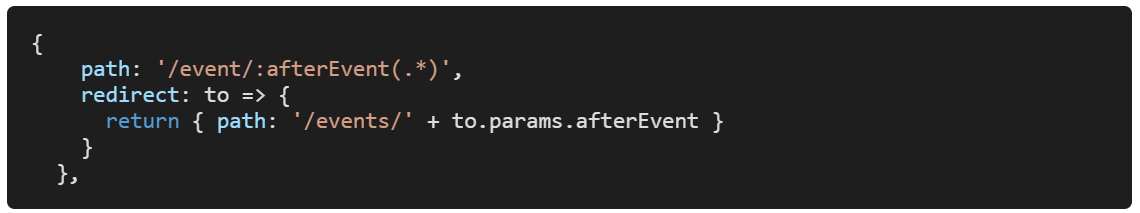 {
    path: '/event/:afterEvent(.*)',
    redirect: to => {
      return { path: '/events/' + to.params.afterEvent }
    }
  },